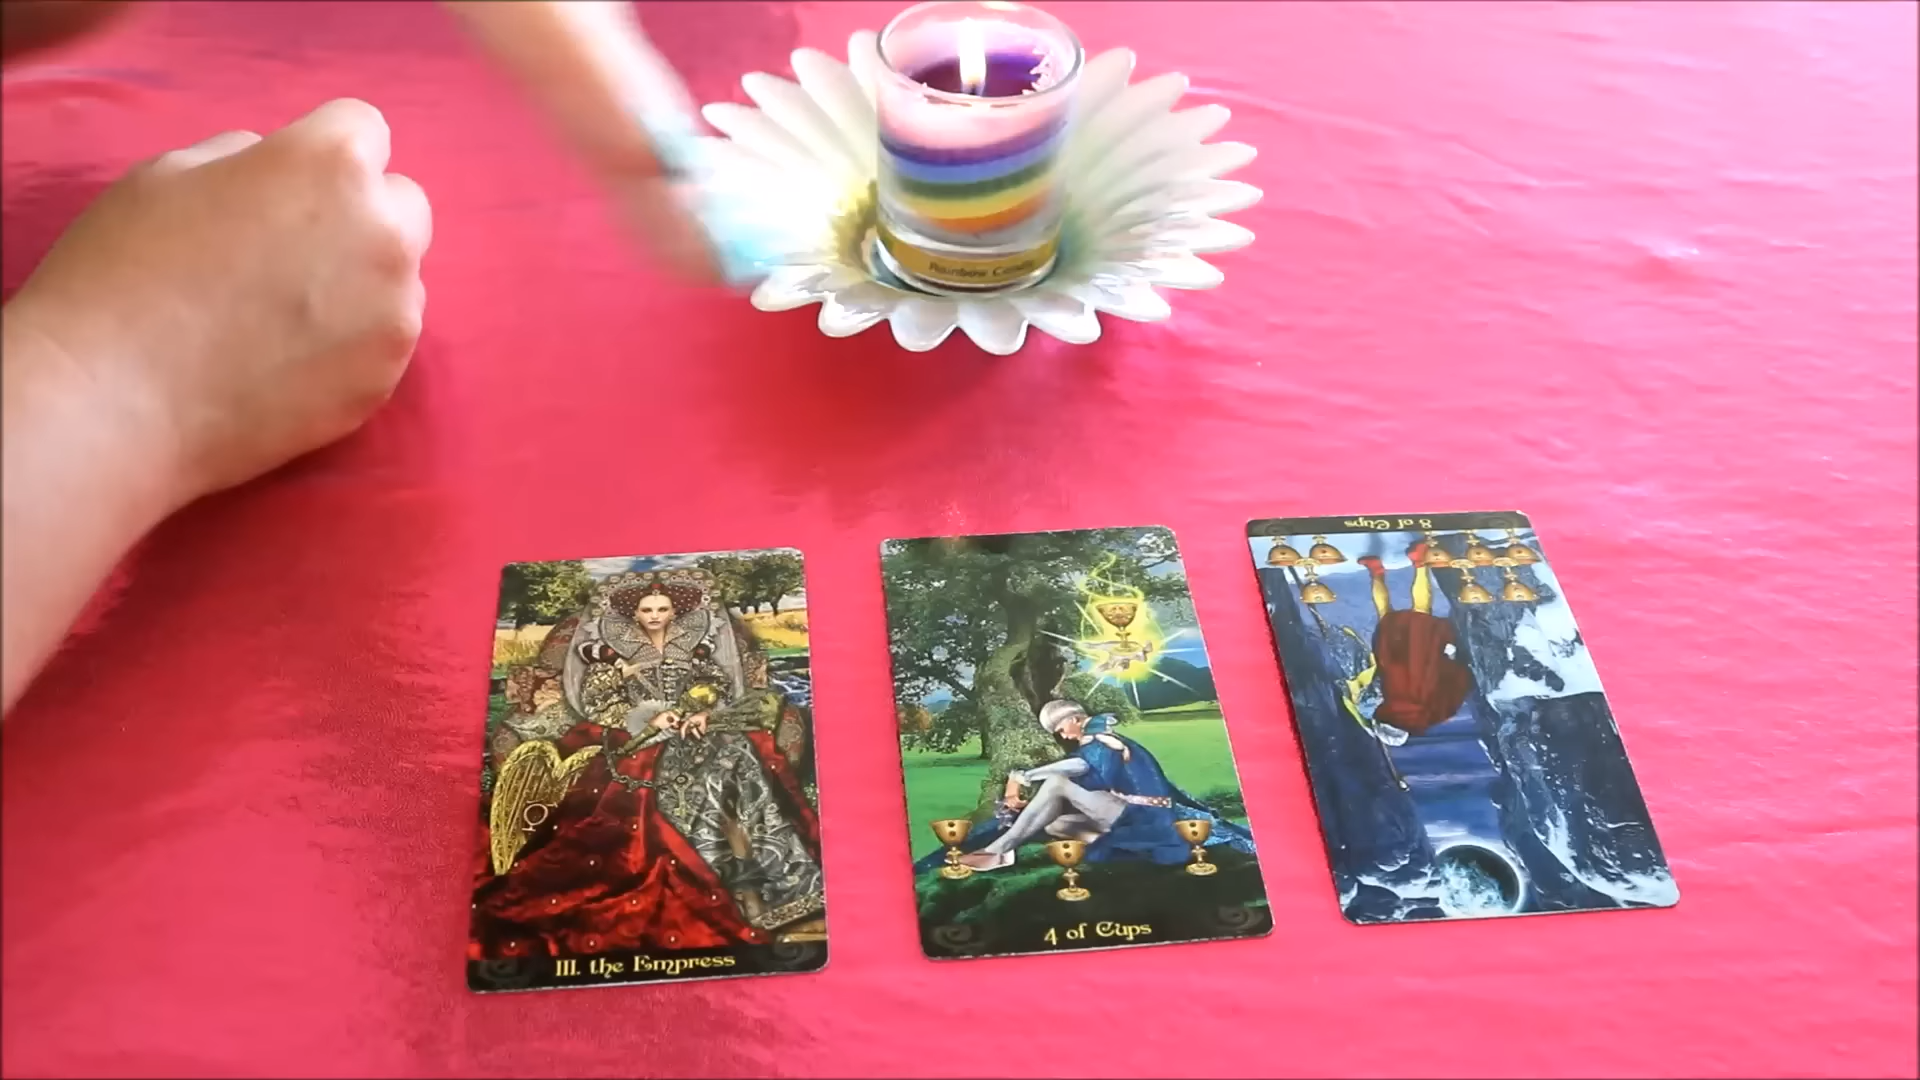 Rainbow Candle
8 of Cups
4 of Cups
III. the Empress